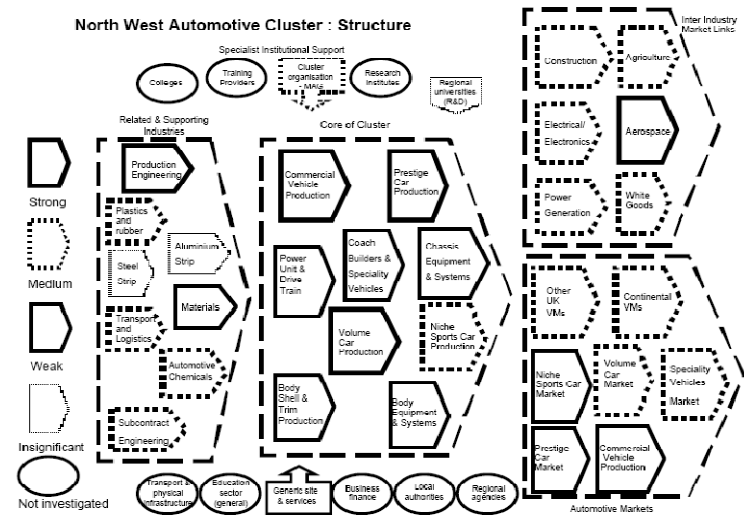 North West Automotive Cluster : Structure
Specialist Institutional Support
Colleges
Training
Providers
Cluster
organisation
- MAG
Research
Institutes
Regional
universities
(R&D)
Inter Industry
Market Links
Construction
Agriculture
Electrical/
Electronics
Aerospace
Power
Generation
White
Goods
Related & Supporting
Industries
Core of Cluster
Strong
Medium
Weak
Insignificant
Not investigated
Production
Engineering
Plastics
and
rubber
Aluminium
Strip
Steel
Strip
Materials
Transport
and
Logistics
Automotive
Chemicals
Subcontract
Engineering
Commercial
Vehicle
Production
Prestige
Car
Production
Power
Unit &
Drive
Train
Coach
Builders &
Speciality
Vehicles
Chassis
Equipment
& Systems
Volume
Car
Production
Niche
Sports Car
Production
Body
Shell &
Trim
Production
Body
Equipment
& Systems
Other
UK
VMs
Continental
VMs
Niche
Sports Car
Market
Volume
Car
Market
Speciality
Vehicles
Market
Prestige
Car
Market
Commercial
Vehicle
Production
Automotive Markets
Transport &
physical
infrastructure
Education
sector
(general)
Generic site
& services
Business
finance
Local
authorities
Regional
agencies